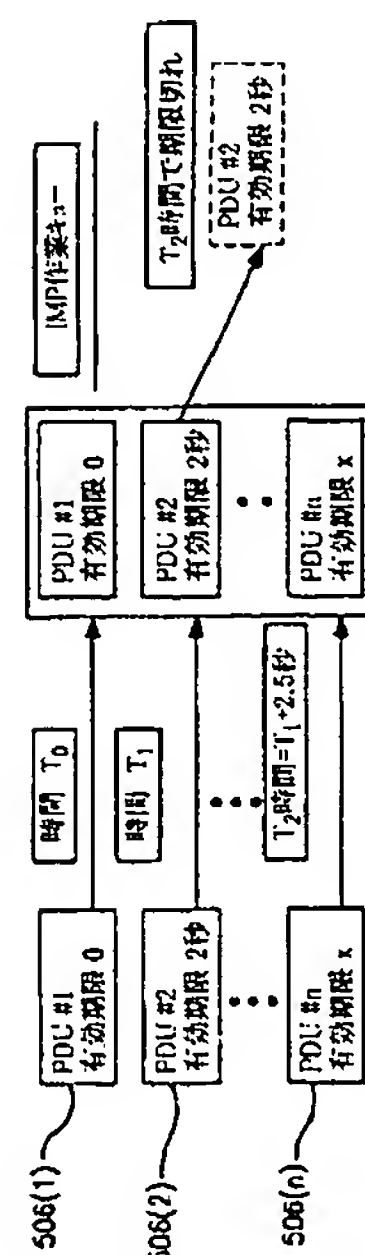 506(1)
PDU #1
有効期限 0
時間 T0
PDU #1
有効期限 0
IMP作業キュー
506(2)
PDU #2
有効期限 2秒
時間 T1
PDU #2
有効期限 2秒
T2時間で期限切れ
PDU #2
有効期限 2秒
T2時間=T1+2.5秒
506(n)
PDU #n
有効期限 x
PDU #n
有効期限 x